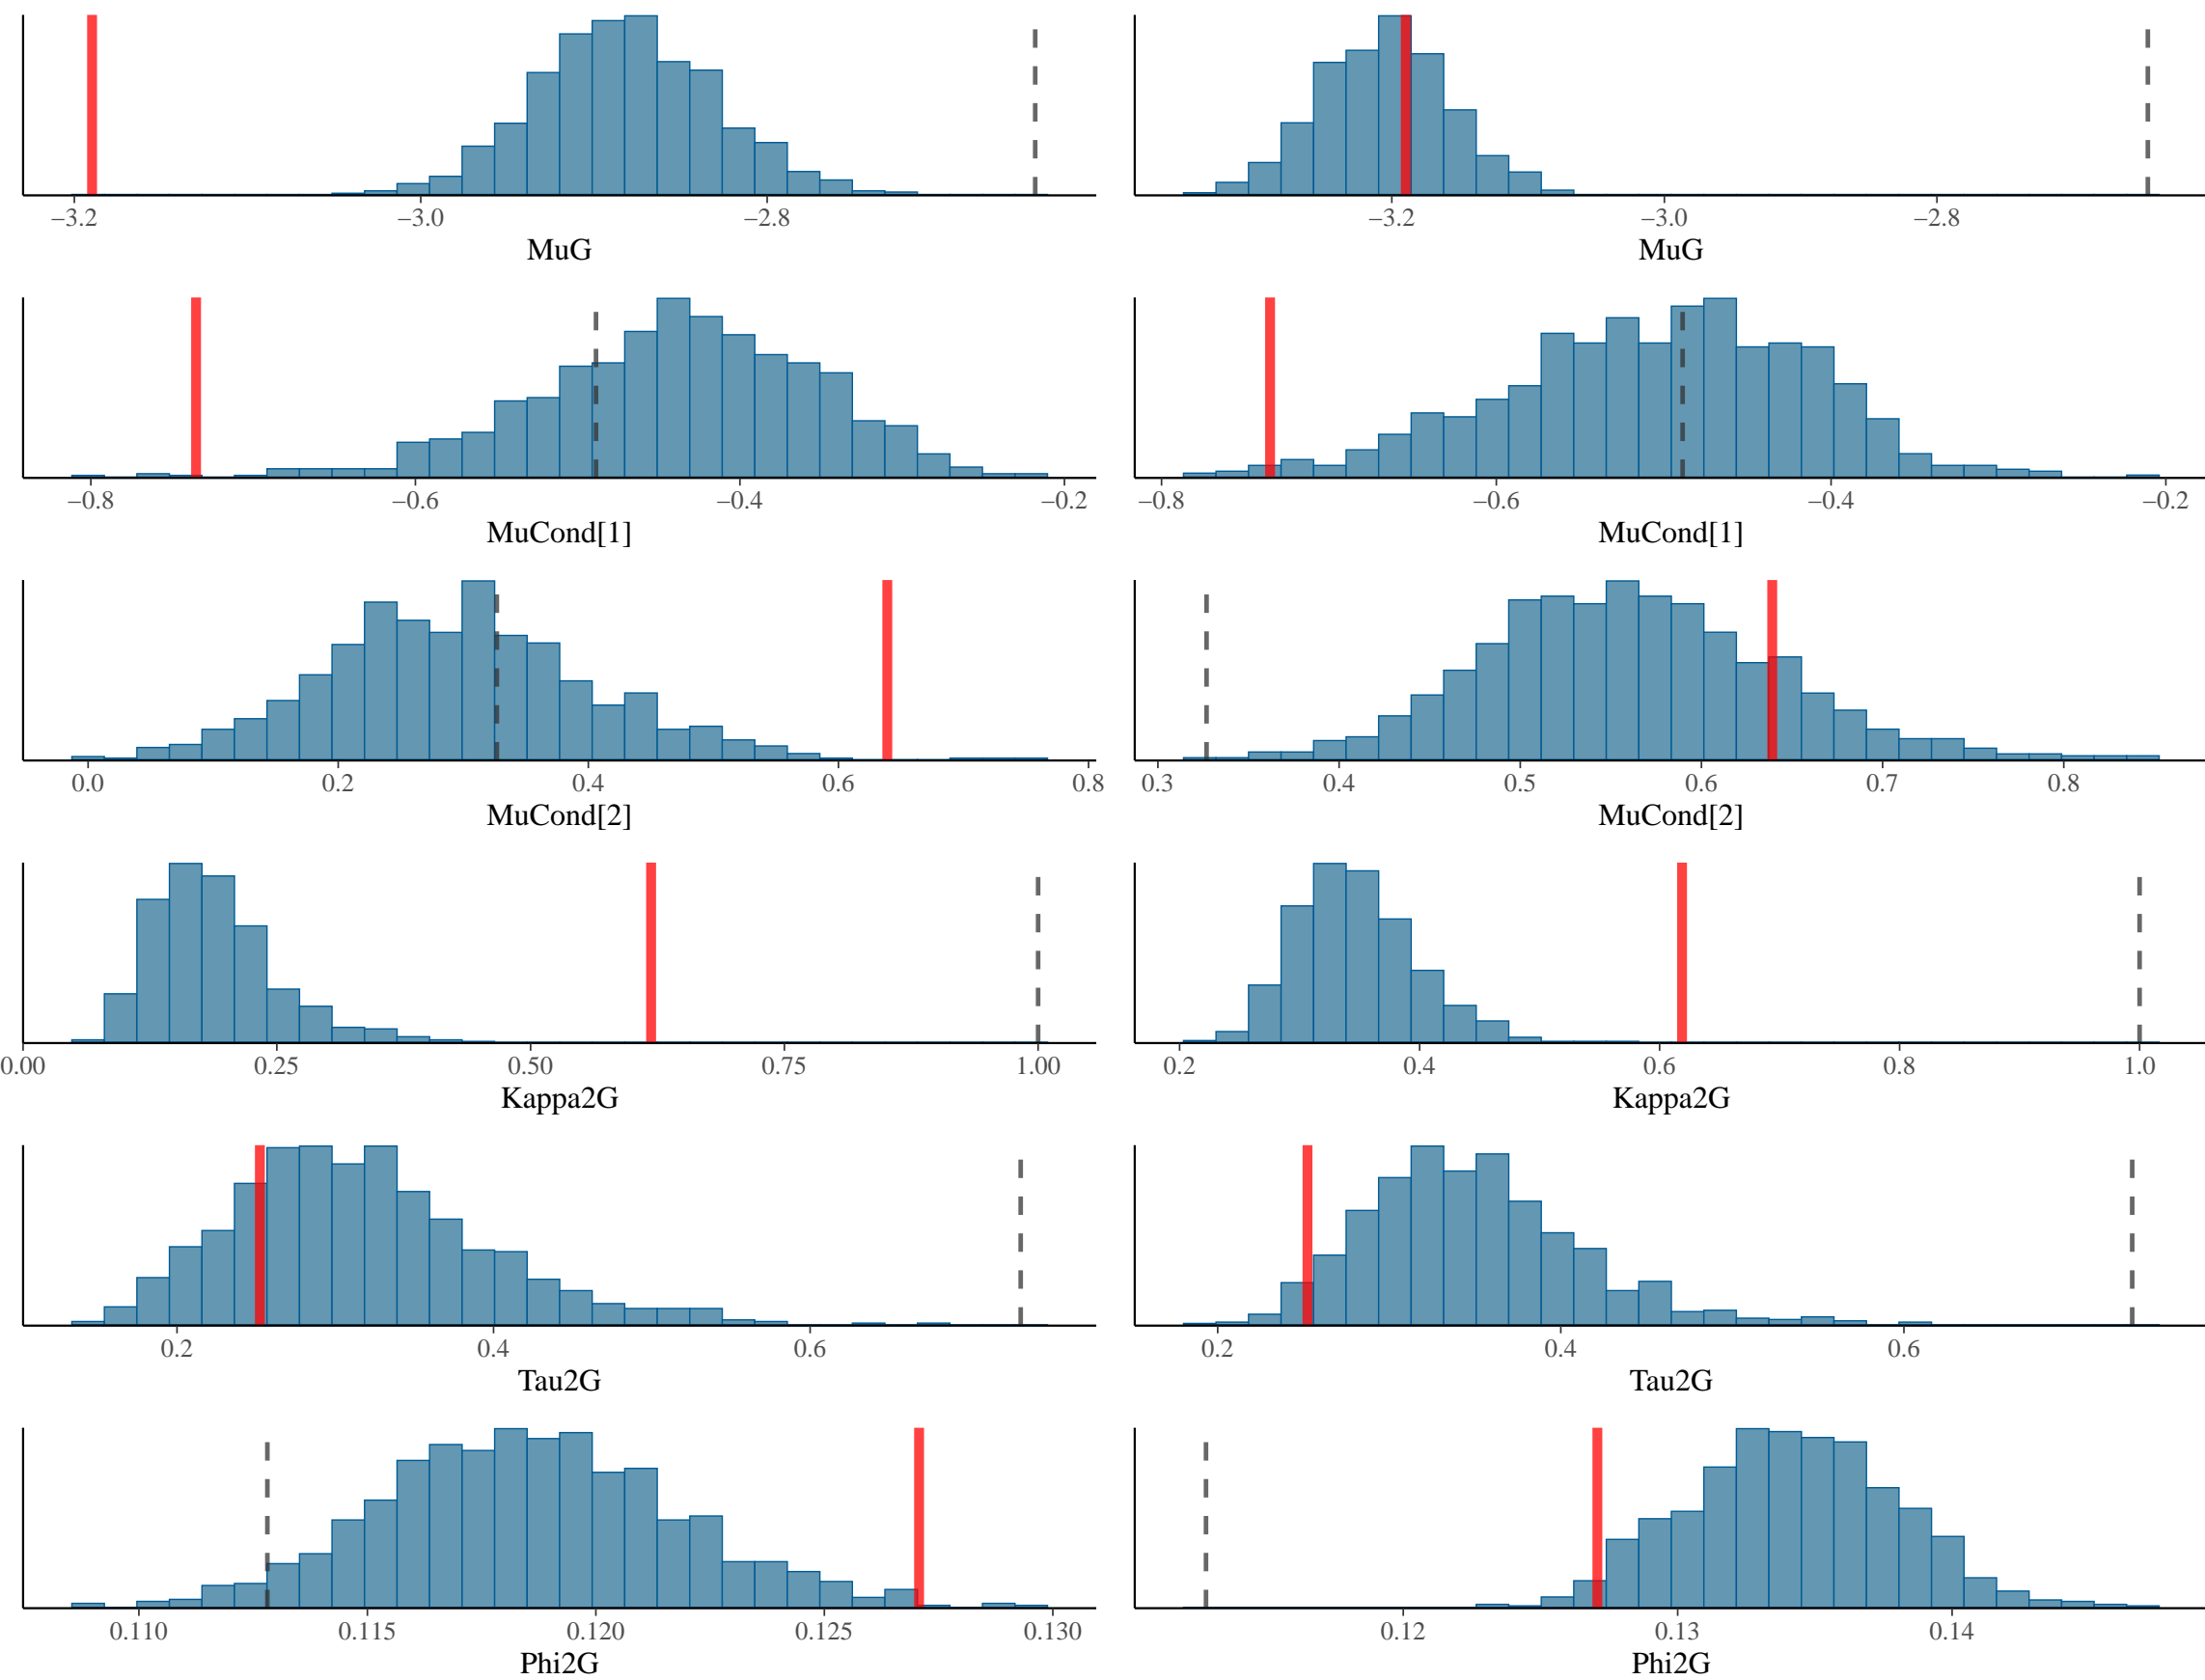 −3.2 −3.0 −2.8 −3.2 −3.0 −2.8
MuG MuG
−0.8 −0.6 −0.4 −0.2 −0.8 −0.6 −0.4 −0.2
MuCond[1] MuCond[1]
0.0 0.2 0.4 0.6 0.8 0.3 0.4 0.5 0.6 0.7 0.8
MuCond[2] MuCond[2]
0.00 0.25 0.50 0.75 1.00 0.2 0.4 0.6 0.8 1.0
Kappa2G Kappa2G
0.2 0.4 0.6 0.2 0.4 0.6
Tau2G Tau2G
0.110 0.115 0.120 0.125 0.130 0.12 0.13 0.14
Phi2G Phi2G